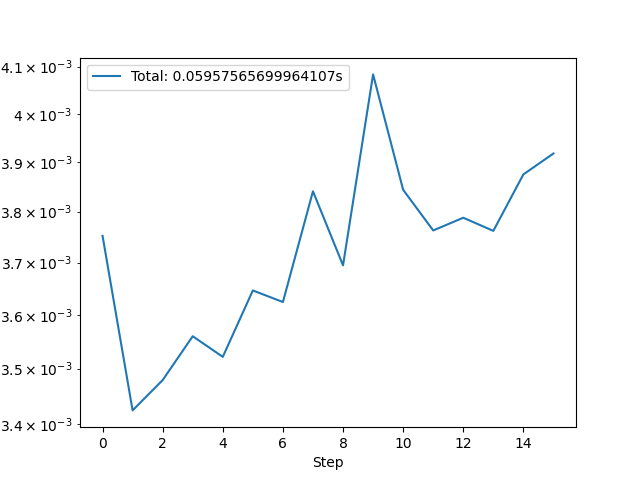 Total: 0.05957565699964107s
4.1 × 10⁻³
4 × 10⁻³
3.9 × 10⁻³
3.8 × 10⁻³
3.7 × 10⁻³
3.6 × 10⁻³
3.5 × 10⁻³
3.4 × 10⁻³
0 2 4 6 8 10 12 14
Step